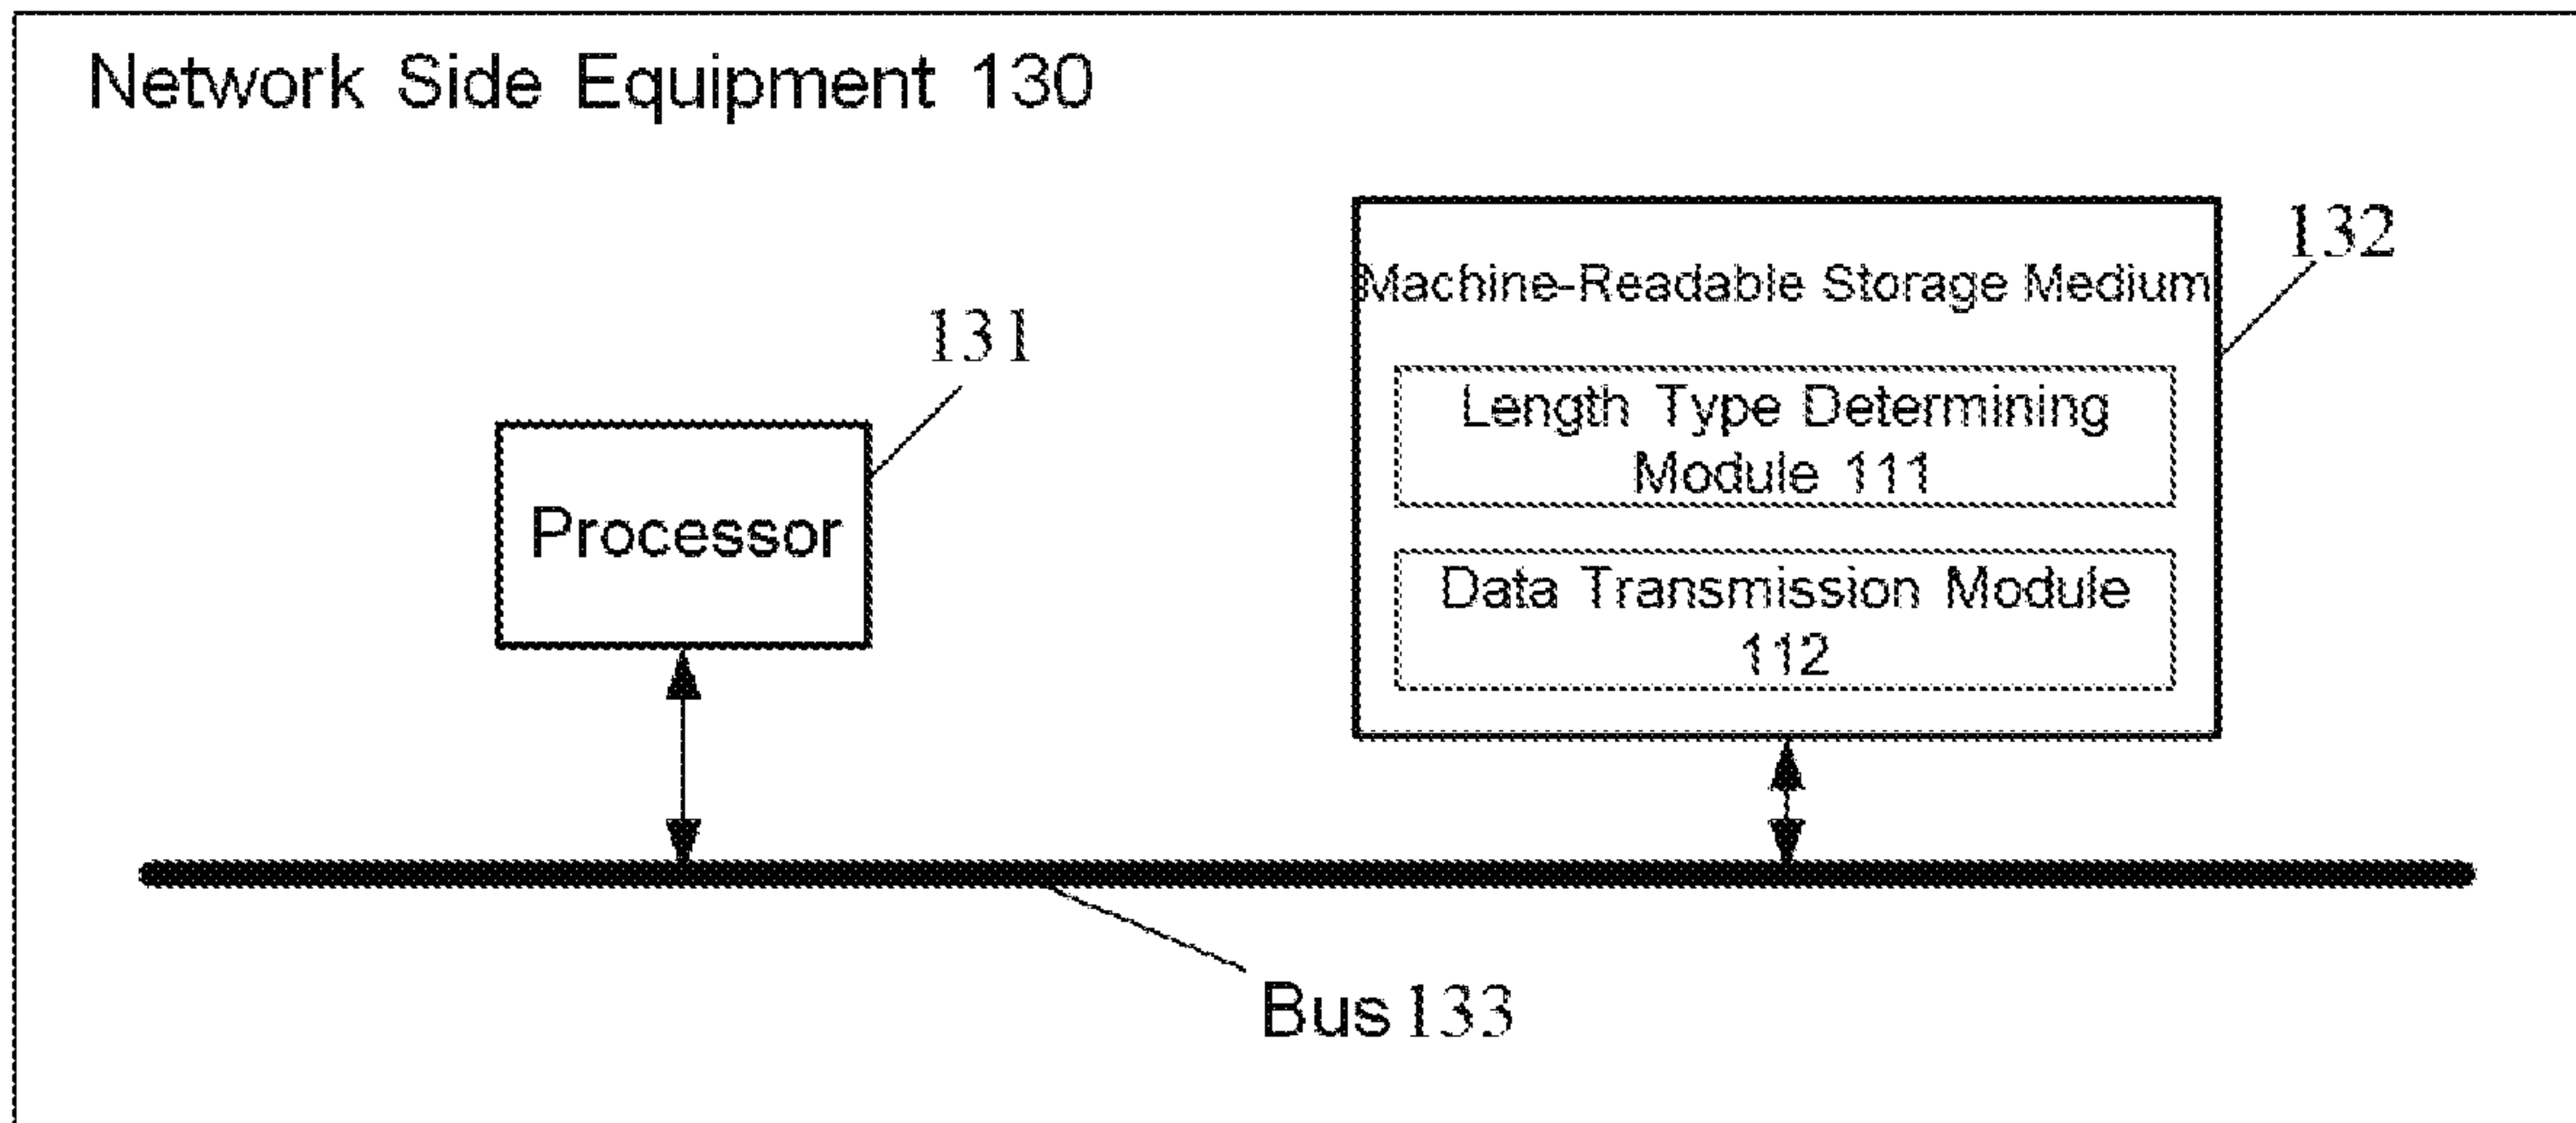 Network Side Equipment 130
132
Machine-Readable Storage Medium
131
Length Type Determining
Module 111
Processor
Data Transmission Module
112
Bus 133